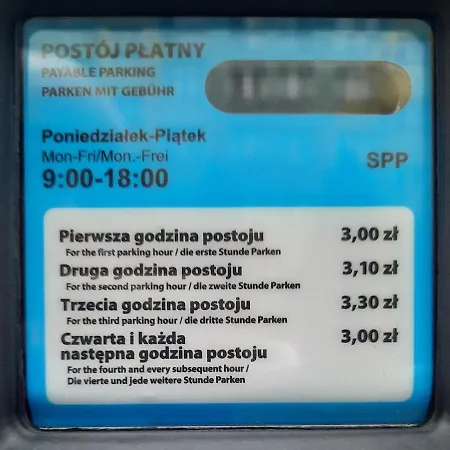 POSTÓJ PŁATNY
PAYABLE PARKING
PARKEN MIT GEBÜHR
Poniedziałek-Piątek
Mon-Fri/Mon.-Frei
9:00-18:00
SPP
Pierwsza godzina postoju 3,00 zł
For the first parking hour / die erste Stunde Parken
Druga godzina postoju 3,10 zł
For the second parking hour / die zweite Stunde Parken
Trzecia godzina postoju 3,30 zł
For the third parking hour / die dritte Stunde Parken
Czwarta i każda 3,00 zł
następna godzina postoju
For the fourth and every subsequent hour /
Die vierte und jede weitere Stunde Parken